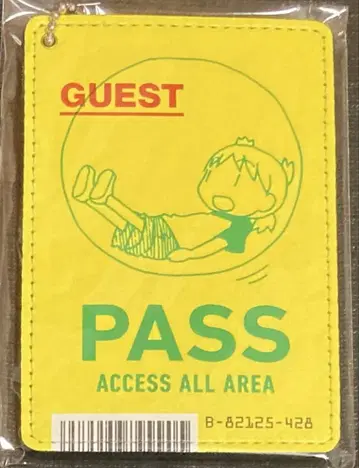 GUEST
PASS
ACCESS ALL AREA
B-82125-428